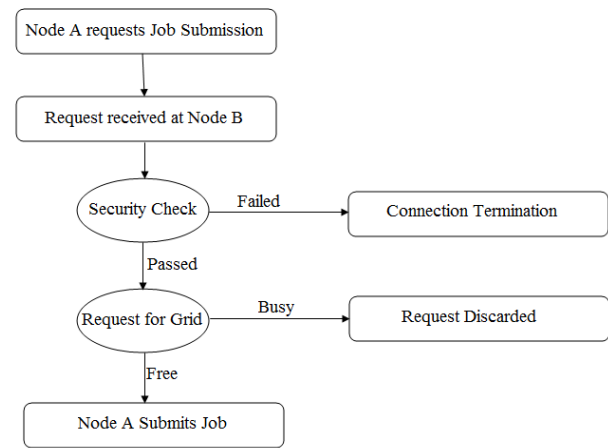 Node A requests Job Submission
Request received at Node B
Security Check
Failed
Connection Termination
Passed
Request for Grid
Busy
Request Discarded
Free
Node A Submits Job